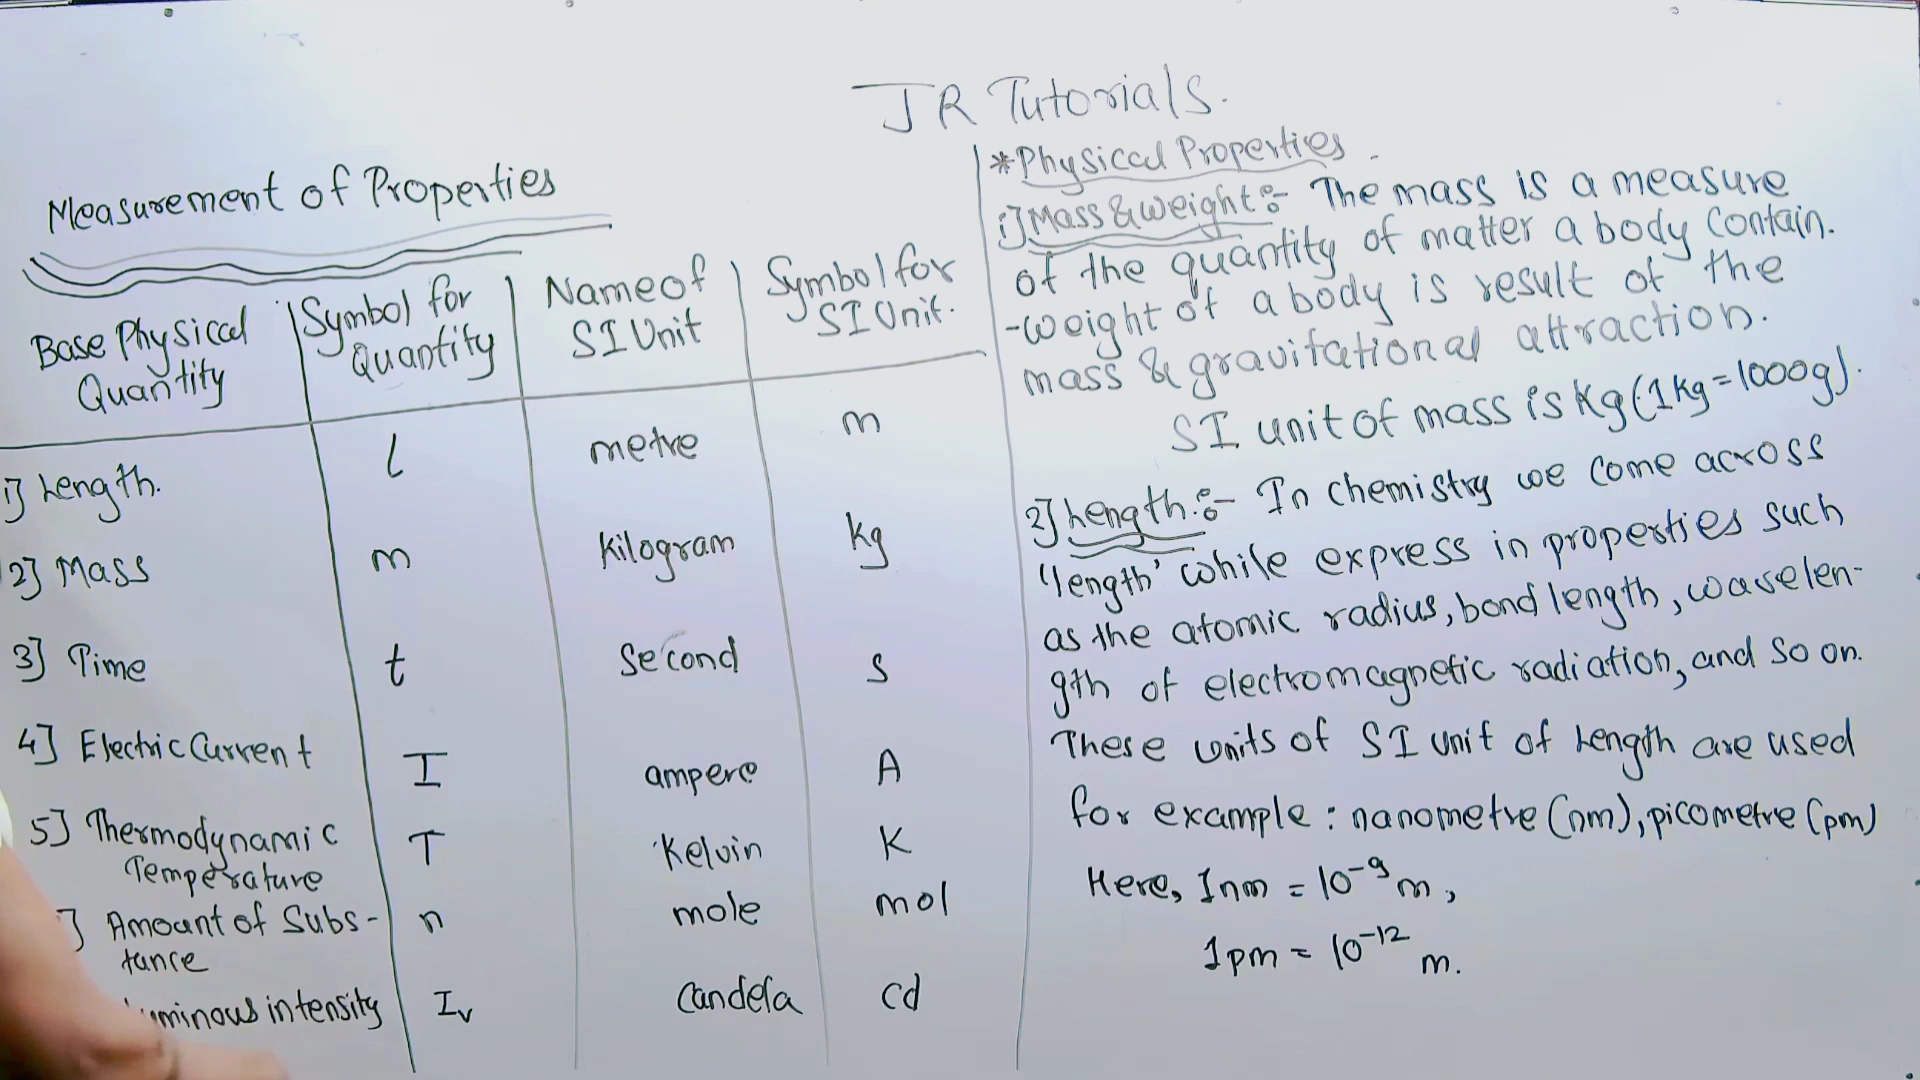 JR Tutorials.
Measurement of Properties
Base Physical Quantity | Symbol for Quantity | Name of SI Unit | Symbol for SI Unit.
1] Length. | l | metre | m
2] Mass | m | kilogram | kg
3] Time | t | Second | s
4] Electric Current | I | ampere | A
5] Thermodynamic Temperature | T | Kelvin | K
] Amount of Subs-tance | n | mole | mol
uminous intensity | Iv | Candela | cd
*Physical Properties.
i] Mass & weight:- The mass is a measure
of the quantity of matter a body contain.
-weight of a body is result of the
mass & gravitational attraction.
SI unit of mass is Kg (1Kg=1000g).
2] Length:- In chemistry we come across
'length' while express in properties such
as the atomic radius, bond length, wavelen-
gth of electromagnetic radiation, and so on.
These units of SI unit of length are used
for example: nanometre (nm), picometre (pm)
Here, 1nm = 10⁻⁹ m,
1pm = 10⁻¹² m.